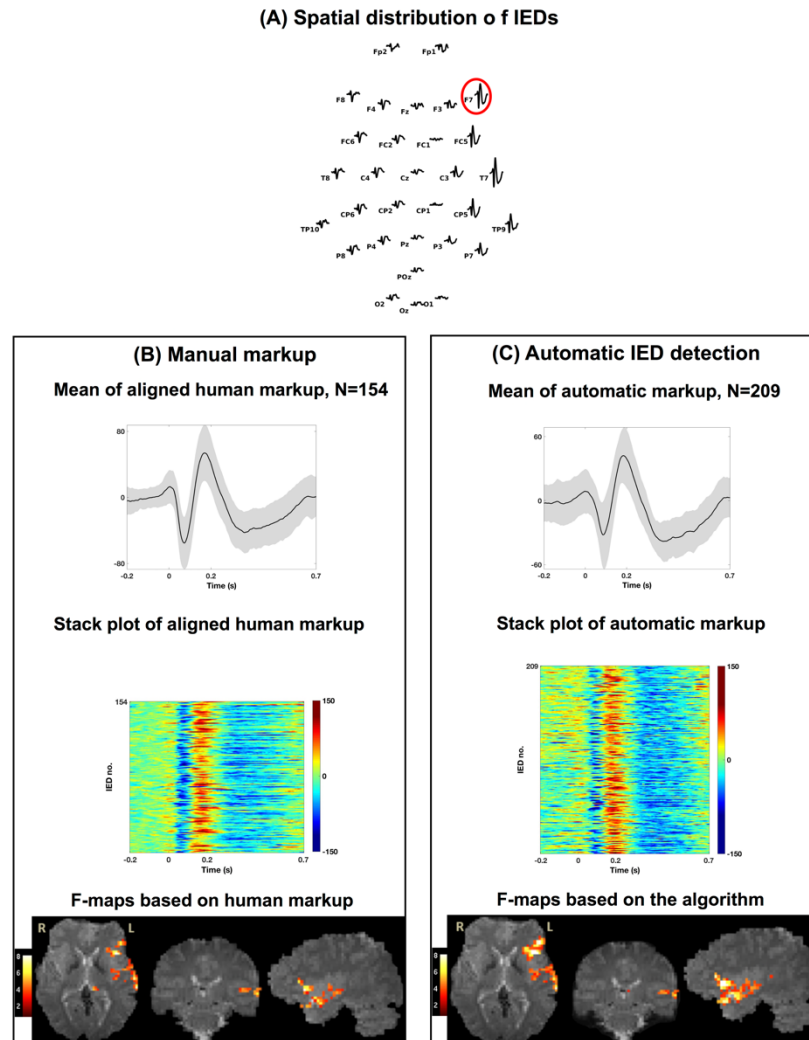 (A) Spatial distribution o f IEDs
Fp2 Fp1
F8 F4 Fz F3 F7
FC6 FC2 FC1 FC5
T8 C4 Cz C3 T7
CP6 CP2 CP1 CP5
TP10 TP9
P8 P4 Pz P3 P7
POz
O2 Oz O1
(B) Manual markup
Mean of aligned human markup, N=154
80
0
-80
-0.2 0 0.2 0.7
Time (s)
Stack plot of aligned human markup
154
IED no.
150
0
-150
-0.2 0 0.2 0.7
Time (s)
F-maps based on human markup
R L
8
6
4
2
(C) Automatic IED detection
Mean of automatic markup, N=209
60
0
-60
-0.2 0 0.2 0.7
Time (s)
Stack plot of automatic markup
209
IED no.
150
0
-150
-0.2 0 0.2 0.7
Time (s)
F-maps based on the algorithm
R L
8
6
4
2